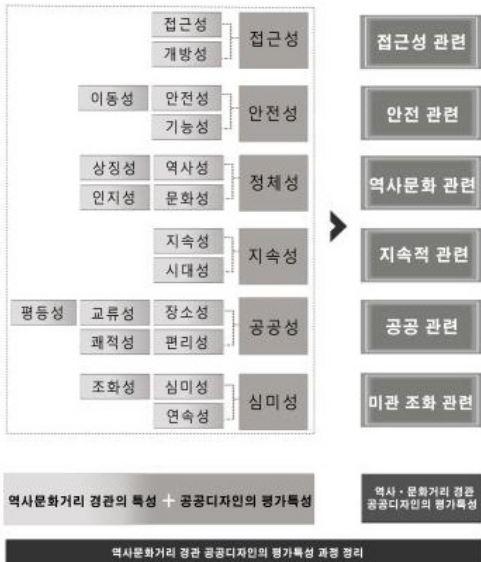 접근성
개방성
접근성
접근성 관련
이동성
안전성
기능성
안전성
안전 관련
상징성
역사성
인지성
문화성
정체성
역사문화 관련
지속성
시대성
지속성
지속적 관련
평등성
교류성
장소성
쾌적성
편리성
공공성
공공 관련
조화성
심미성
연속성
심미성
미관 조화 관련
역사문화거리 경관의 특성 + 공공디자인의 평가특성
역사·문화거리 경관
공공디자인의 평가특성
역사문화거리 경관 공공디자인의 평가특성 과정 정리